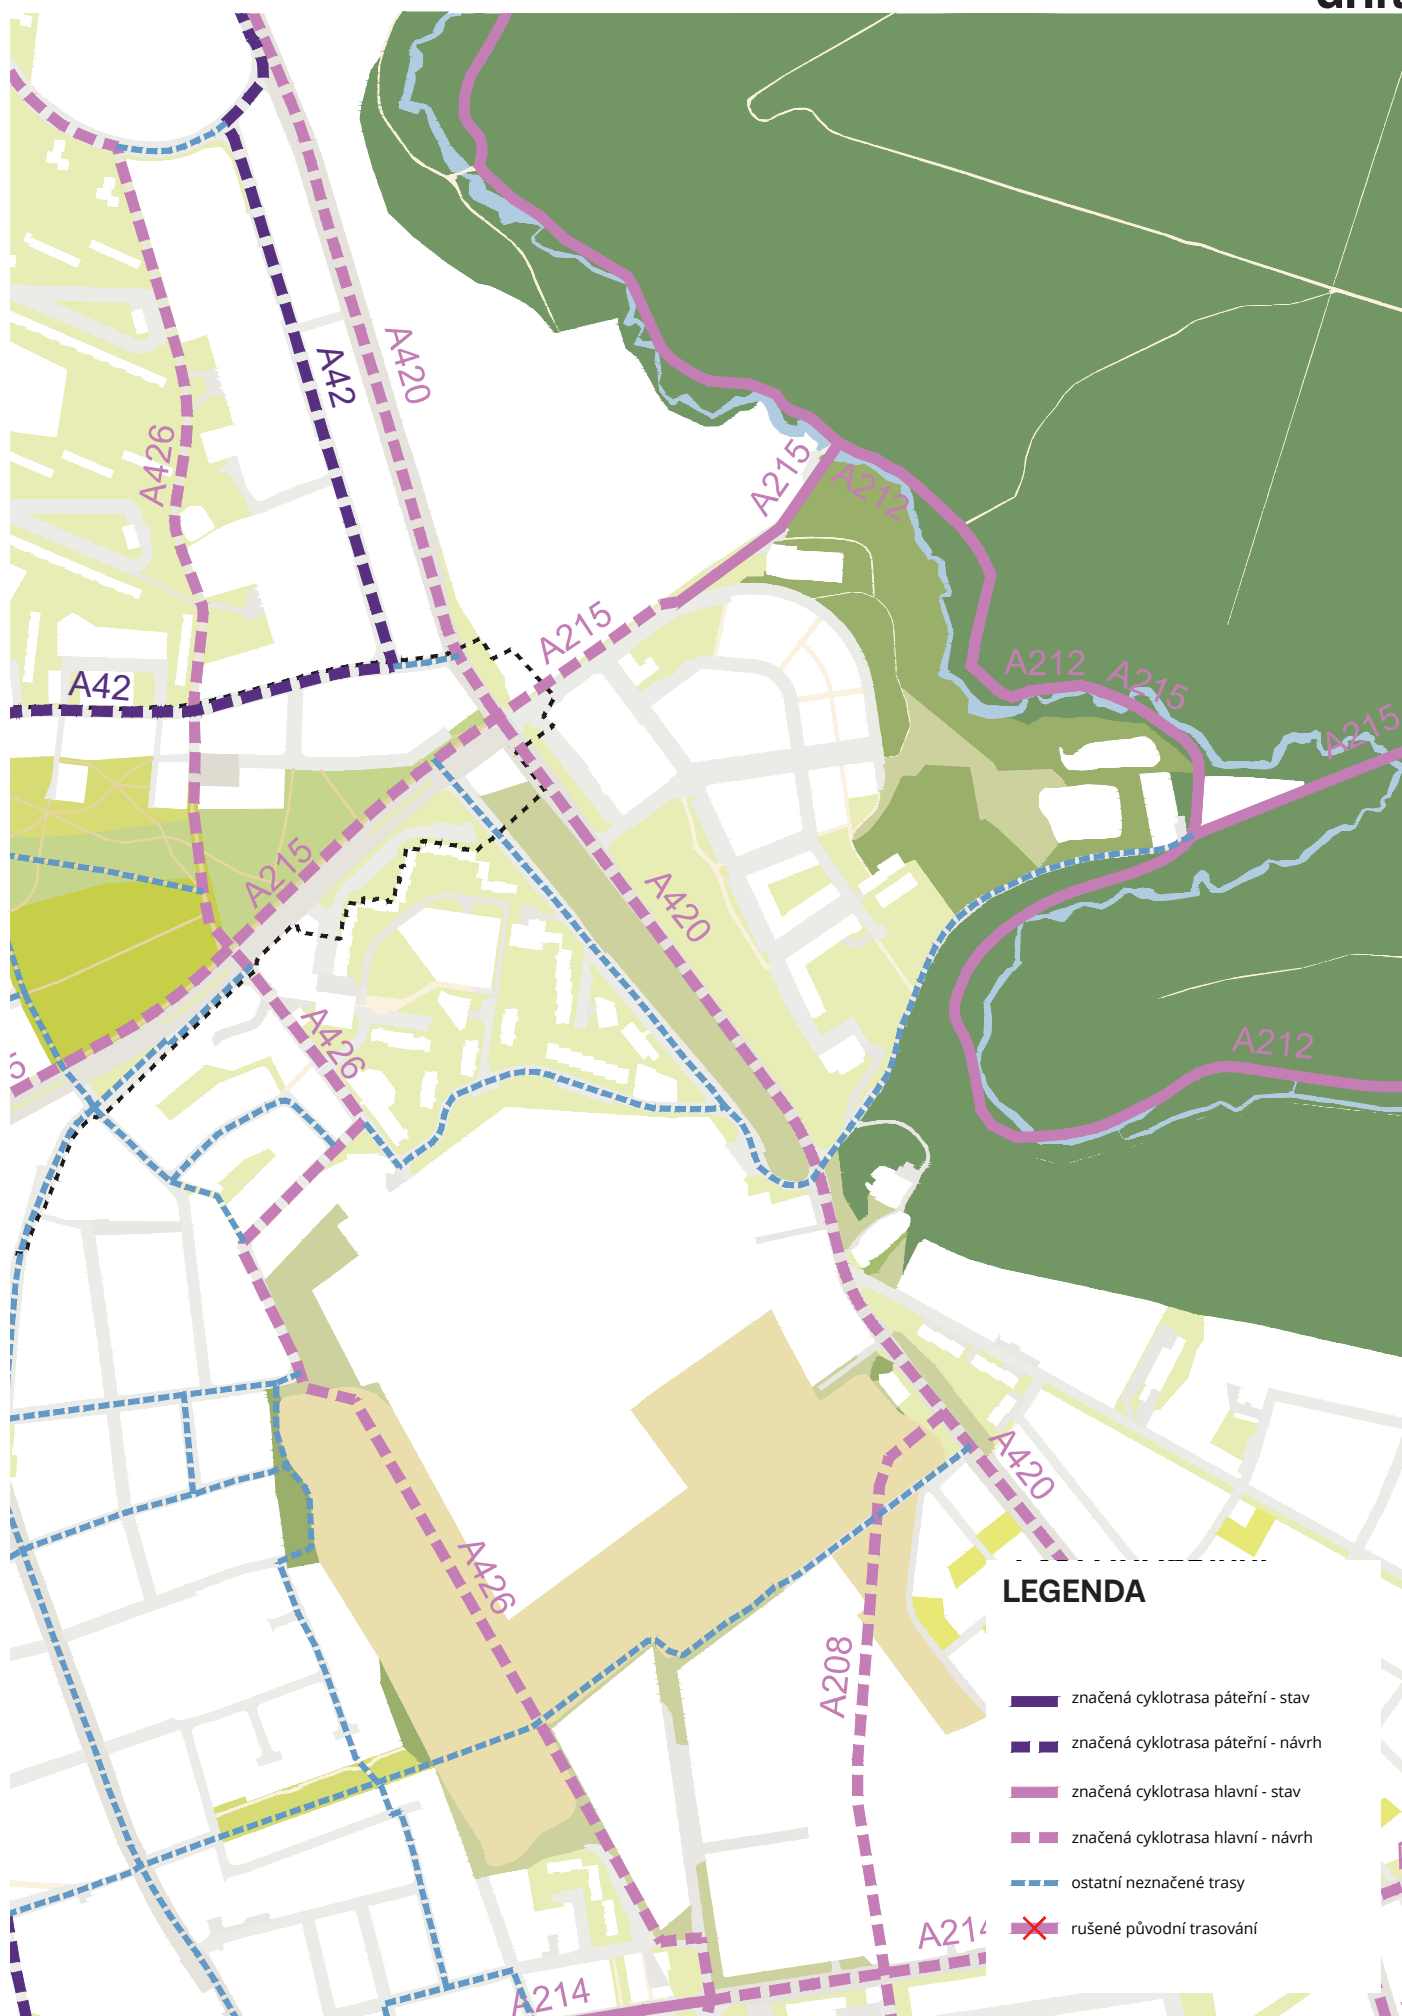 A420
A42
A426
A215
A212
A215
A212
A215
A42
A215
A215
A420
A426
A212
A420
A426
A208
A214
A214
LEGENDA
značená cyklotrasa páteřní - stav
značená cyklotrasa páteřní - návrh
značená cyklotrasa hlavní - stav
značená cyklotrasa hlavní - návrh
ostatní neznačené trasy
rušené původní trasování